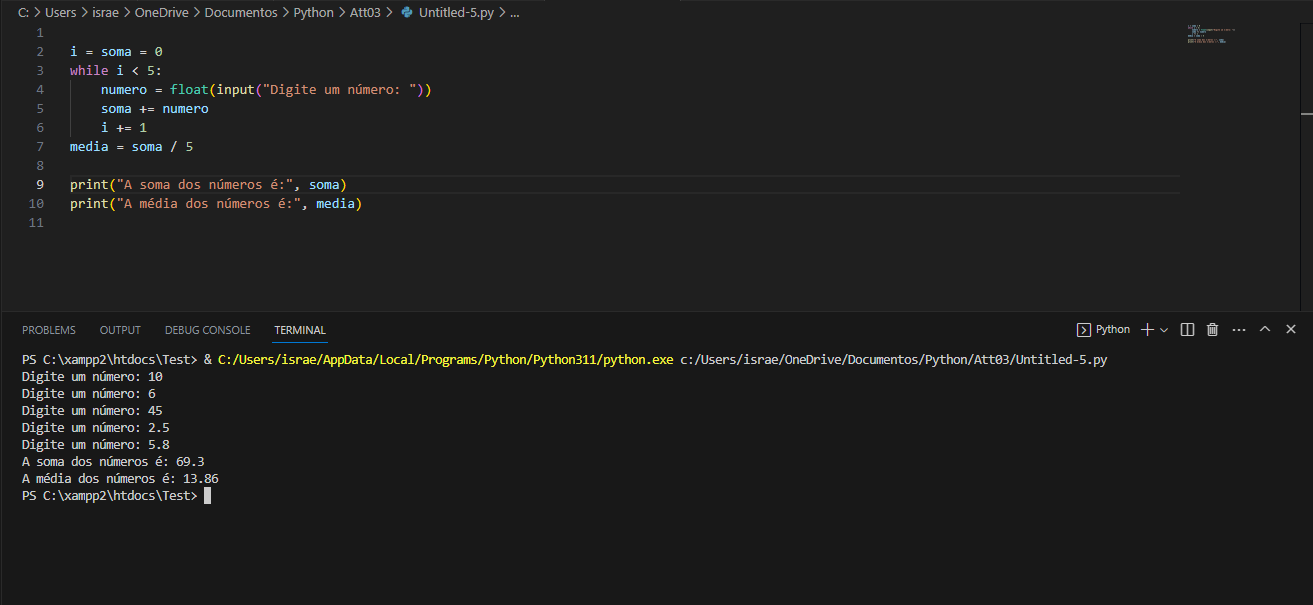 C: > Users > israe > OneDrive > Documentos > Python > Att03 > Untitled-5.py > ...
1
2 i = soma = 0
3 while i < 5:
4     numero = float(input("Digite um número: "))
5     soma += numero
6     i += 1
7 media = soma / 5
8
9 print("A soma dos números é:", soma)
10 print("A média dos números é:", media)
11
PROBLEMS OUTPUT DEBUG CONSOLE TERMINAL Python
PS C:\xampp2\htdocs\Test> & C:/Users/israe/AppData/Local/Programs/Python/Python311/python.exe c:/Users/israe/OneDrive/Documentos/Python/Att03/Untitled-5.py
Digite um número: 10
Digite um número: 6
Digite um número: 45
Digite um número: 2.5
Digite um número: 5.8
A soma dos números é: 69.3
A média dos números é: 13.86
PS C:\xampp2\htdocs\Test>